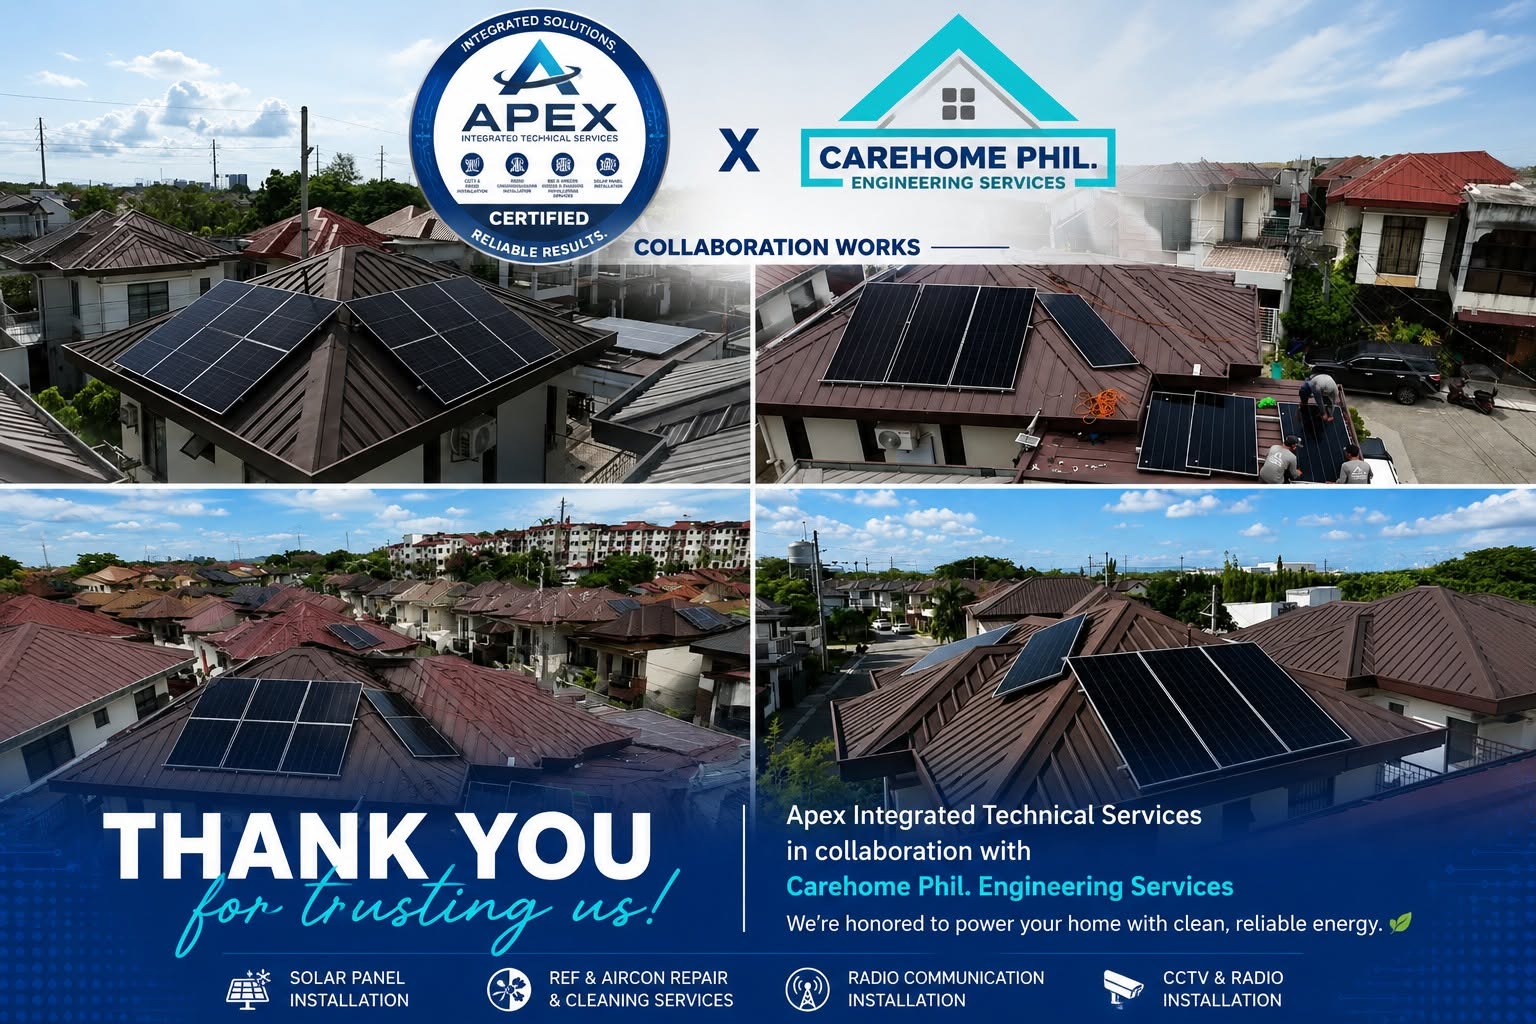 INTEGRATED SOLUTIONS.
APEX
INTEGRATED TECHNICAL SERVICES
CERTIFIED
RELIABLE RESULTS.
X
CAREHOME PHIL.
ENGINEERING SERVICES
COLLABORATION WORKS
THANK YOU
for trusting us!
Apex Integrated Technical Services
in collaboration with
Carehome Phil. Engineering Services
We're honored to power your home with clean, reliable energy.
SOLAR PANEL
INSTALLATION
REF & AIRCON REPAIR
& CLEANING SERVICES
RADIO COMMUNICATION
INSTALLATION
CCTV & RADIO
INSTALLATION